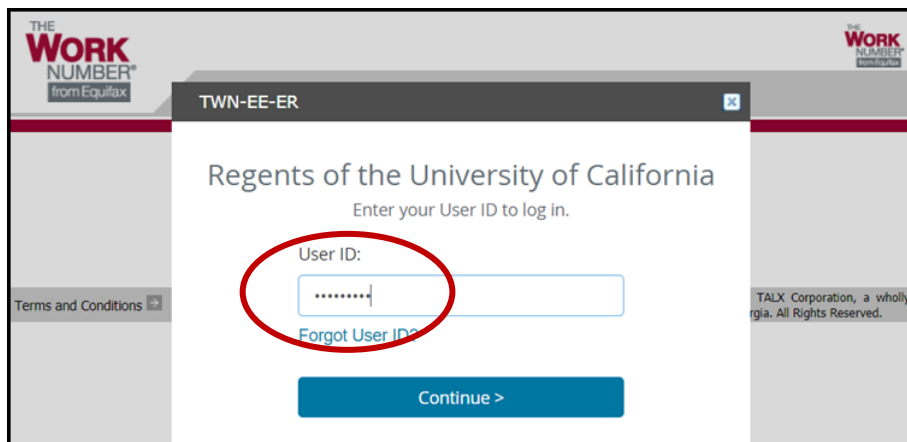 THE
WORK
NUMBER®
from Equifax
THE
WORK
NUMBER
from Equifax
TWN-EE-ER
Regents of the University of California
Enter your User ID to log in.
User ID:
•••••••••
Forgot User ID?
Continue >
Terms and Conditions
TALX Corporation, a wholly
rgia. All Rights Reserved.